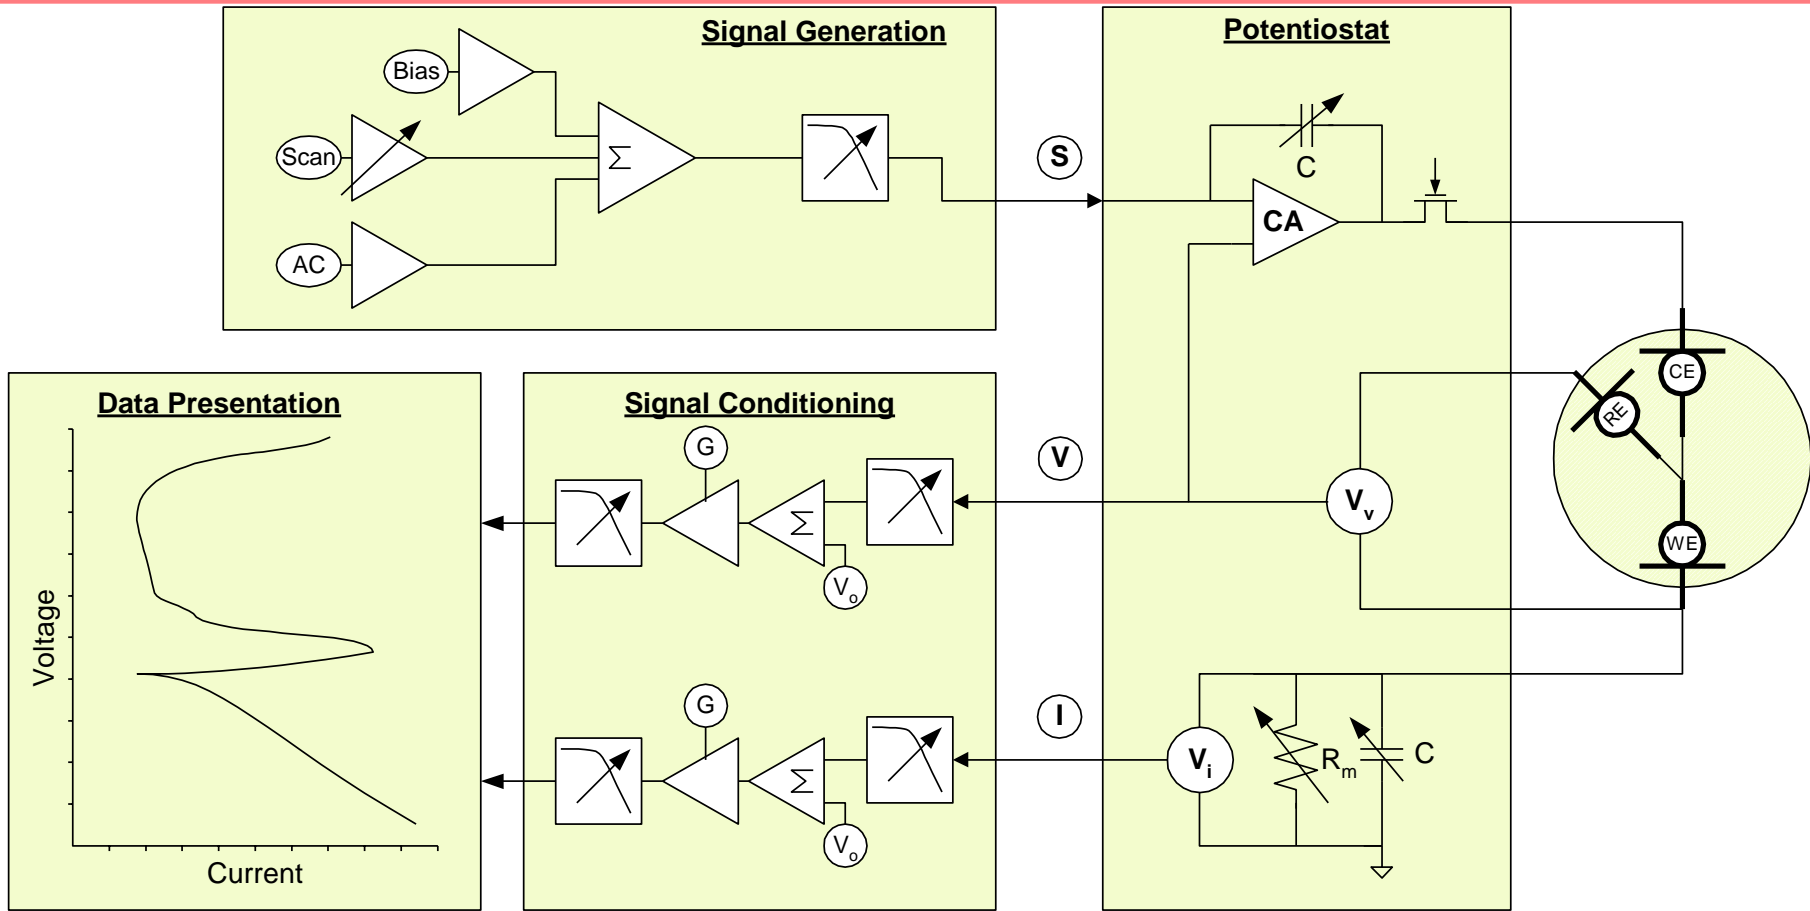 Signal Generation
Bias
Scan
AC
Σ
S
Potentiostat
C
CA
CE
RE
WE
Data Presentation
Voltage
Current
Signal Conditioning
G
Σ
Vo
V
Vv
G
Σ
Vo
I
Vi
Rm
C